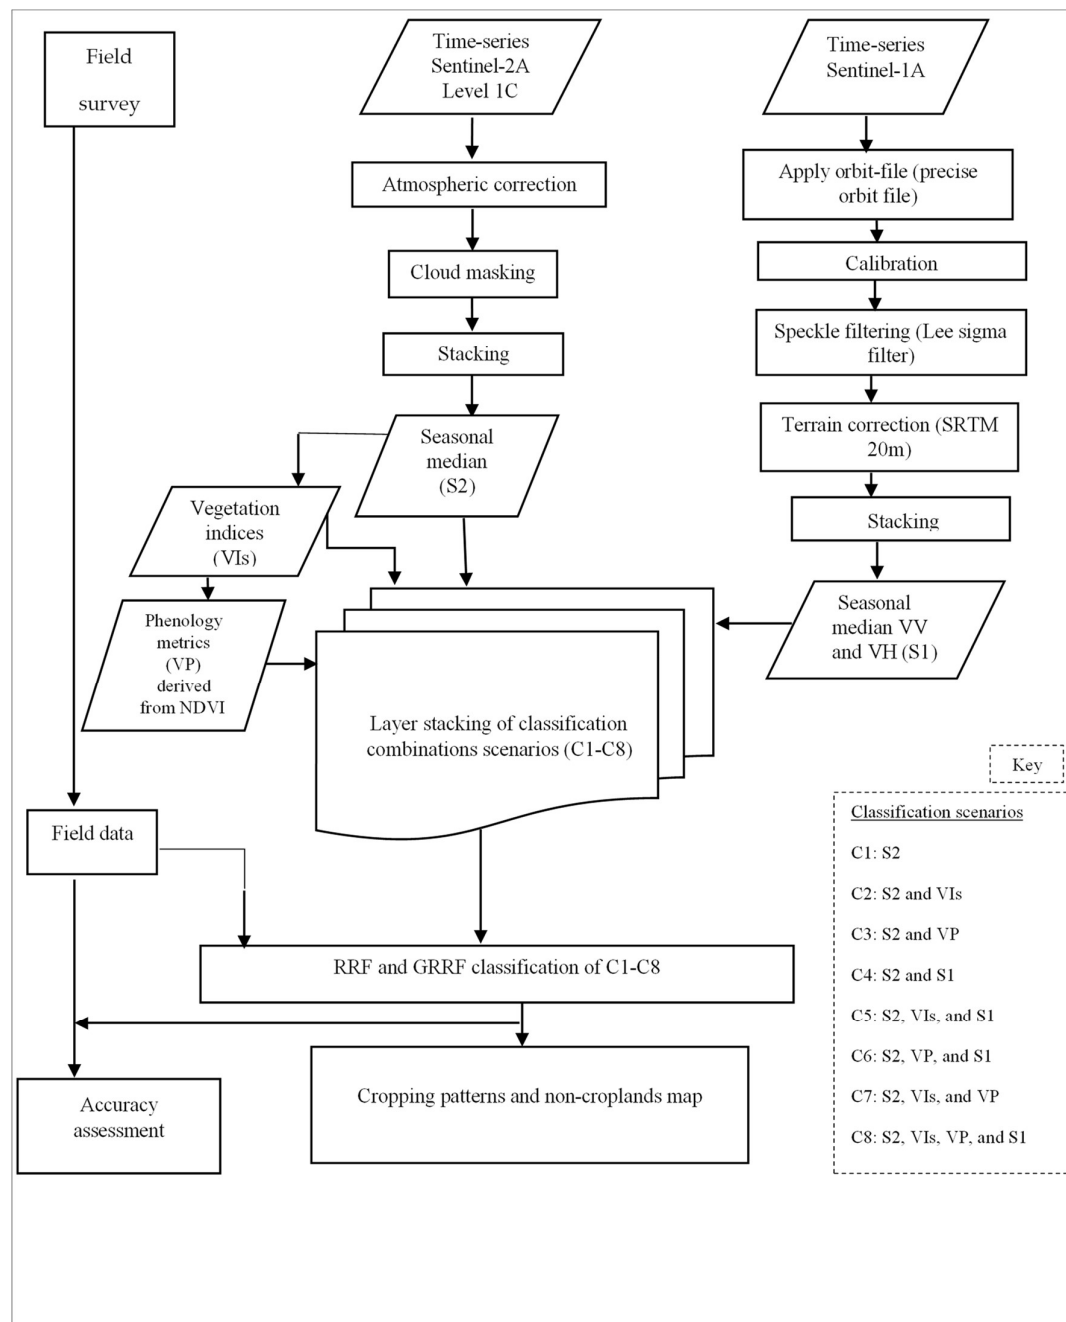 Field
survey
Time-series
Sentinel-2A
Level 1C
Time-series
Sentinel-1A
Atmospheric correction
Apply orbit-file (precise
orbit file)
Cloud masking
Calibration
Stacking
Speckle filtering (Lee sigma
filter)
Seasonal
median
(S2)
Terrain correction (SRTM
20m)
Vegetation
indices
(VIs)
Stacking
Phenology
metrics
(VP)
derived
from NDVI
Seasonal
median VV
and VH (S1)
Layer stacking of classification
combinations scenarios (C1-C8)
Field data
RRF and GRRF classification of C1-C8
Accuracy
assessment
Cropping patterns and non-croplands map
Key
Classification scenarios
C1: S2
C2: S2 and VIs
C3: S2 and VP
C4: S2 and S1
C5: S2, VIs, and S1
C6: S2, VP, and S1
C7: S2, VIs, and VP
C8: S2, VIs, VP, and S1